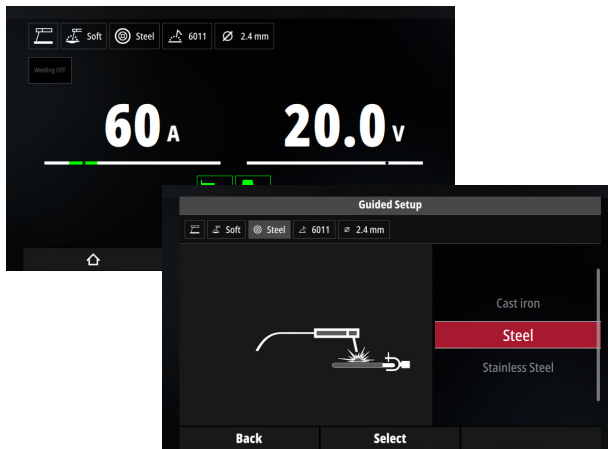 Soft Steel 6011 2.4 mm
Welding OFF
60 A 20.0 V
Guided Setup
Soft Steel 6011 2.4 mm
Cast iron
Steel
Stainless Steel
Back Select